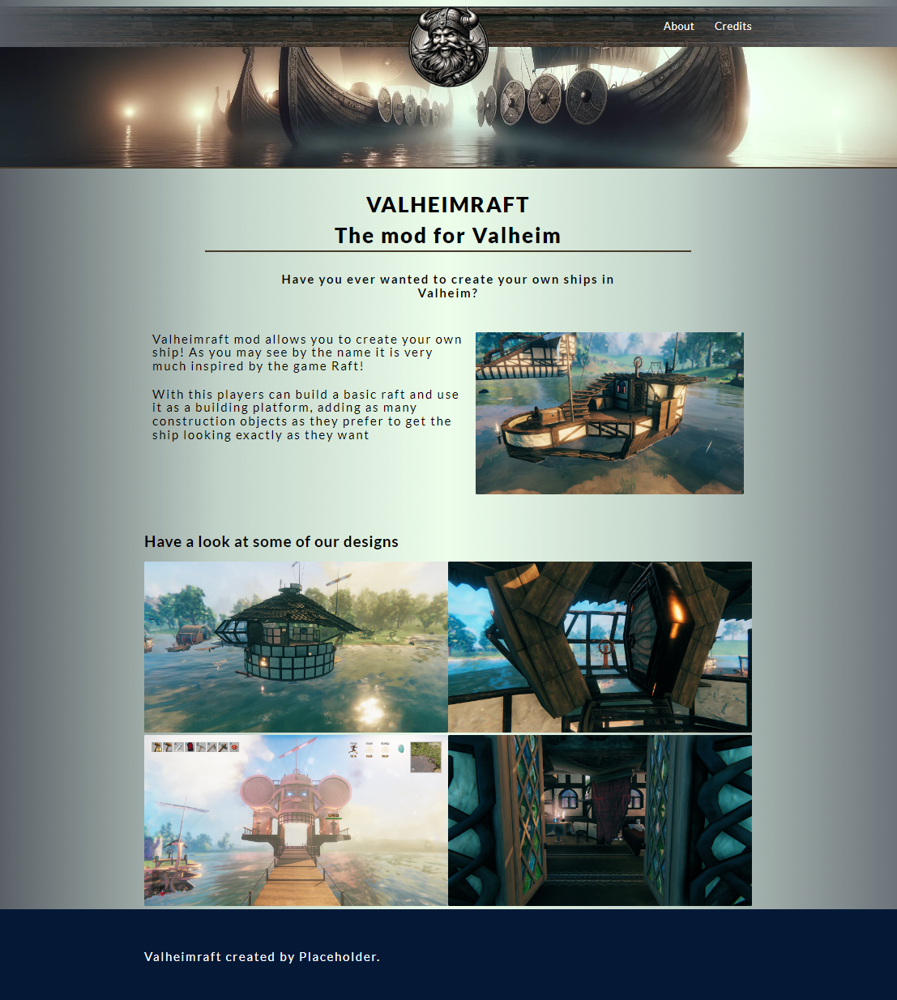 About Credits
VALHEIMRAFT
The mod for Valheim
Have you ever wanted to create your own ships in
Valheim?
Valheimraft mod allows you to create your own
ship! As you may see by the name it is very
much inspired by the game Raft!
With this players can build a basic raft and use
it as a building platform, adding as many
construction objects as they prefer to get the
ship looking exactly as they want
Have a look at some of our designs
Valheimraft created by Placeholder.